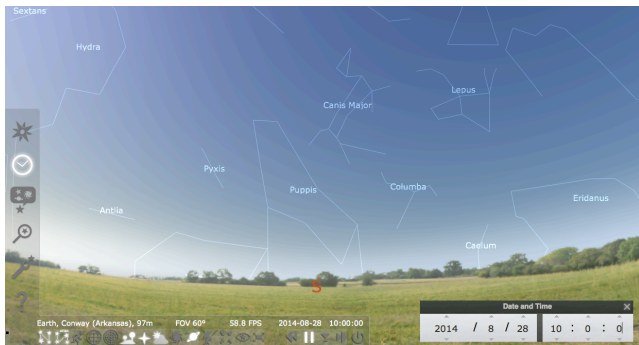 Sextans
Hydra
Lepus
Canis Major
Pyxis
Puppis
Columba
Eridanus
Antlia
Caelum
S
Date and Time
2014 / 8 / 28 10 : 0 : 0
Earth, Conway (Arkansas), 97m FOV 60° 58.8 FPS 2014-08-28 10:00:00